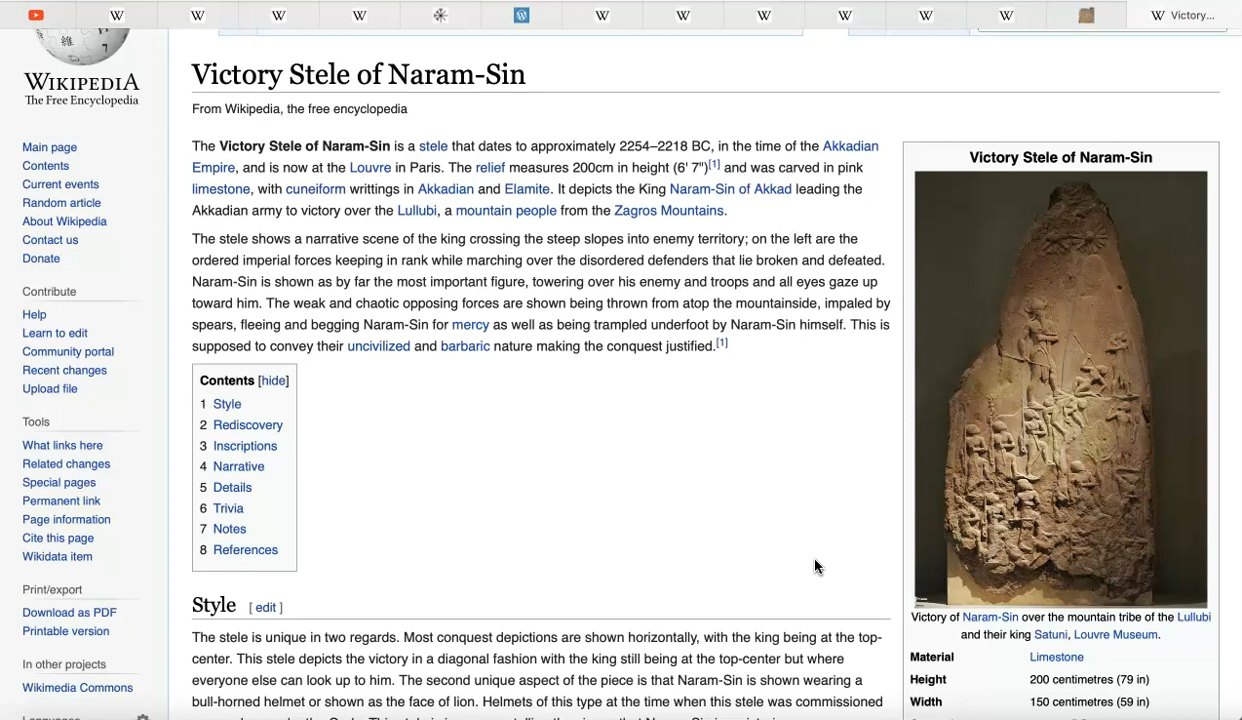 W
W
W
W
W
W
W
W
W
W
W Victory...
WIKIPEDIA
The Free Encyclopedia
Main page
Contents
Current events
Random article
About Wikipedia
Contact us
Donate
Contribute
Help
Learn to edit
Community portal
Recent changes
Upload file
Tools
What links here
Related changes
Special pages
Permanent link
Page information
Cite this page
Wikidata item
Print/export
Download as PDF
Printable version
In other projects
Wikimedia Commons
Languages
Victory Stele of Naram-Sin
From Wikipedia, the free encyclopedia
The Victory Stele of Naram-Sin is a stele that dates to approximately 2254–2218 BC, in the time of the Akkadian
Empire, and is now at the Louvre in Paris. The relief measures 200cm in height (6' 7")[1] and was carved in pink
limestone, with cuneiform writtings in Akkadian and Elamite. It depicts the King Naram-Sin of Akkad leading the
Akkadian army to victory over the Lullubi, a mountain people from the Zagros Mountains.
The stele shows a narrative scene of the king crossing the steep slopes into enemy territory; on the left are the
ordered imperial forces keeping in rank while marching over the disordered defenders that lie broken and defeated.
Naram-Sin is shown as by far the most important figure, towering over his enemy and troops and all eyes gaze up
toward him. The weak and chaotic opposing forces are shown being thrown from atop the mountainside, impaled by
spears, fleeing and begging Naram-Sin for mercy as well as being trampled underfoot by Naram-Sin himself. This is
supposed to convey their uncivilized and barbaric nature making the conquest justified.[1]
Contents [hide]
1 Style
2 Rediscovery
3 Inscriptions
4 Narrative
5 Details
6 Trivia
7 Notes
8 References
Style [ edit ]
The stele is unique in two regards. Most conquest depictions are shown horizontally, with the king being at the top-
center. This stele depicts the victory in a diagonal fashion with the king still being at the top-center but where
everyone else can look up to him. The second unique aspect of the piece is that Naram-Sin is shown wearing a
bull-horned helmet or shown as the face of lion. Helmets of this type at the time when this stele was commissioned
Victory Stele of Naram-Sin
Victory of Naram-Sin over the mountain tribe of the Lullubi
and their king Satuni, Louvre Museum.
Material Limestone
Height 200 centimetres (79 in)
Width 150 centimetres (59 in)